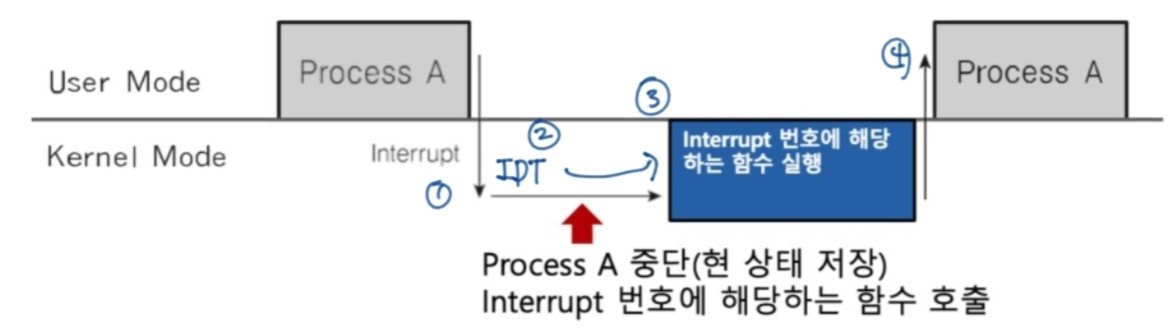 User Mode
Process A
④
Process A
③
Kernel Mode
Interrupt
②
①
IDT
Interrupt 번호에 해당
하는 함수 실행
Process A 중단(현 상태 저장)
Interrupt 번호에 해당하는 함수 호출